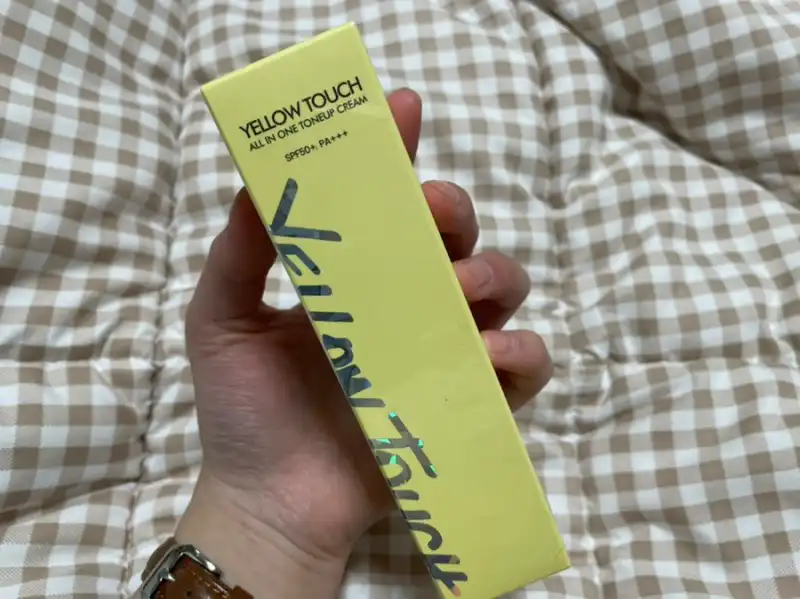 YELLOW TOUCH
ALL IN ONE TONEUP CREAM
SPF50+, PA+++
YELLOW TOUCH